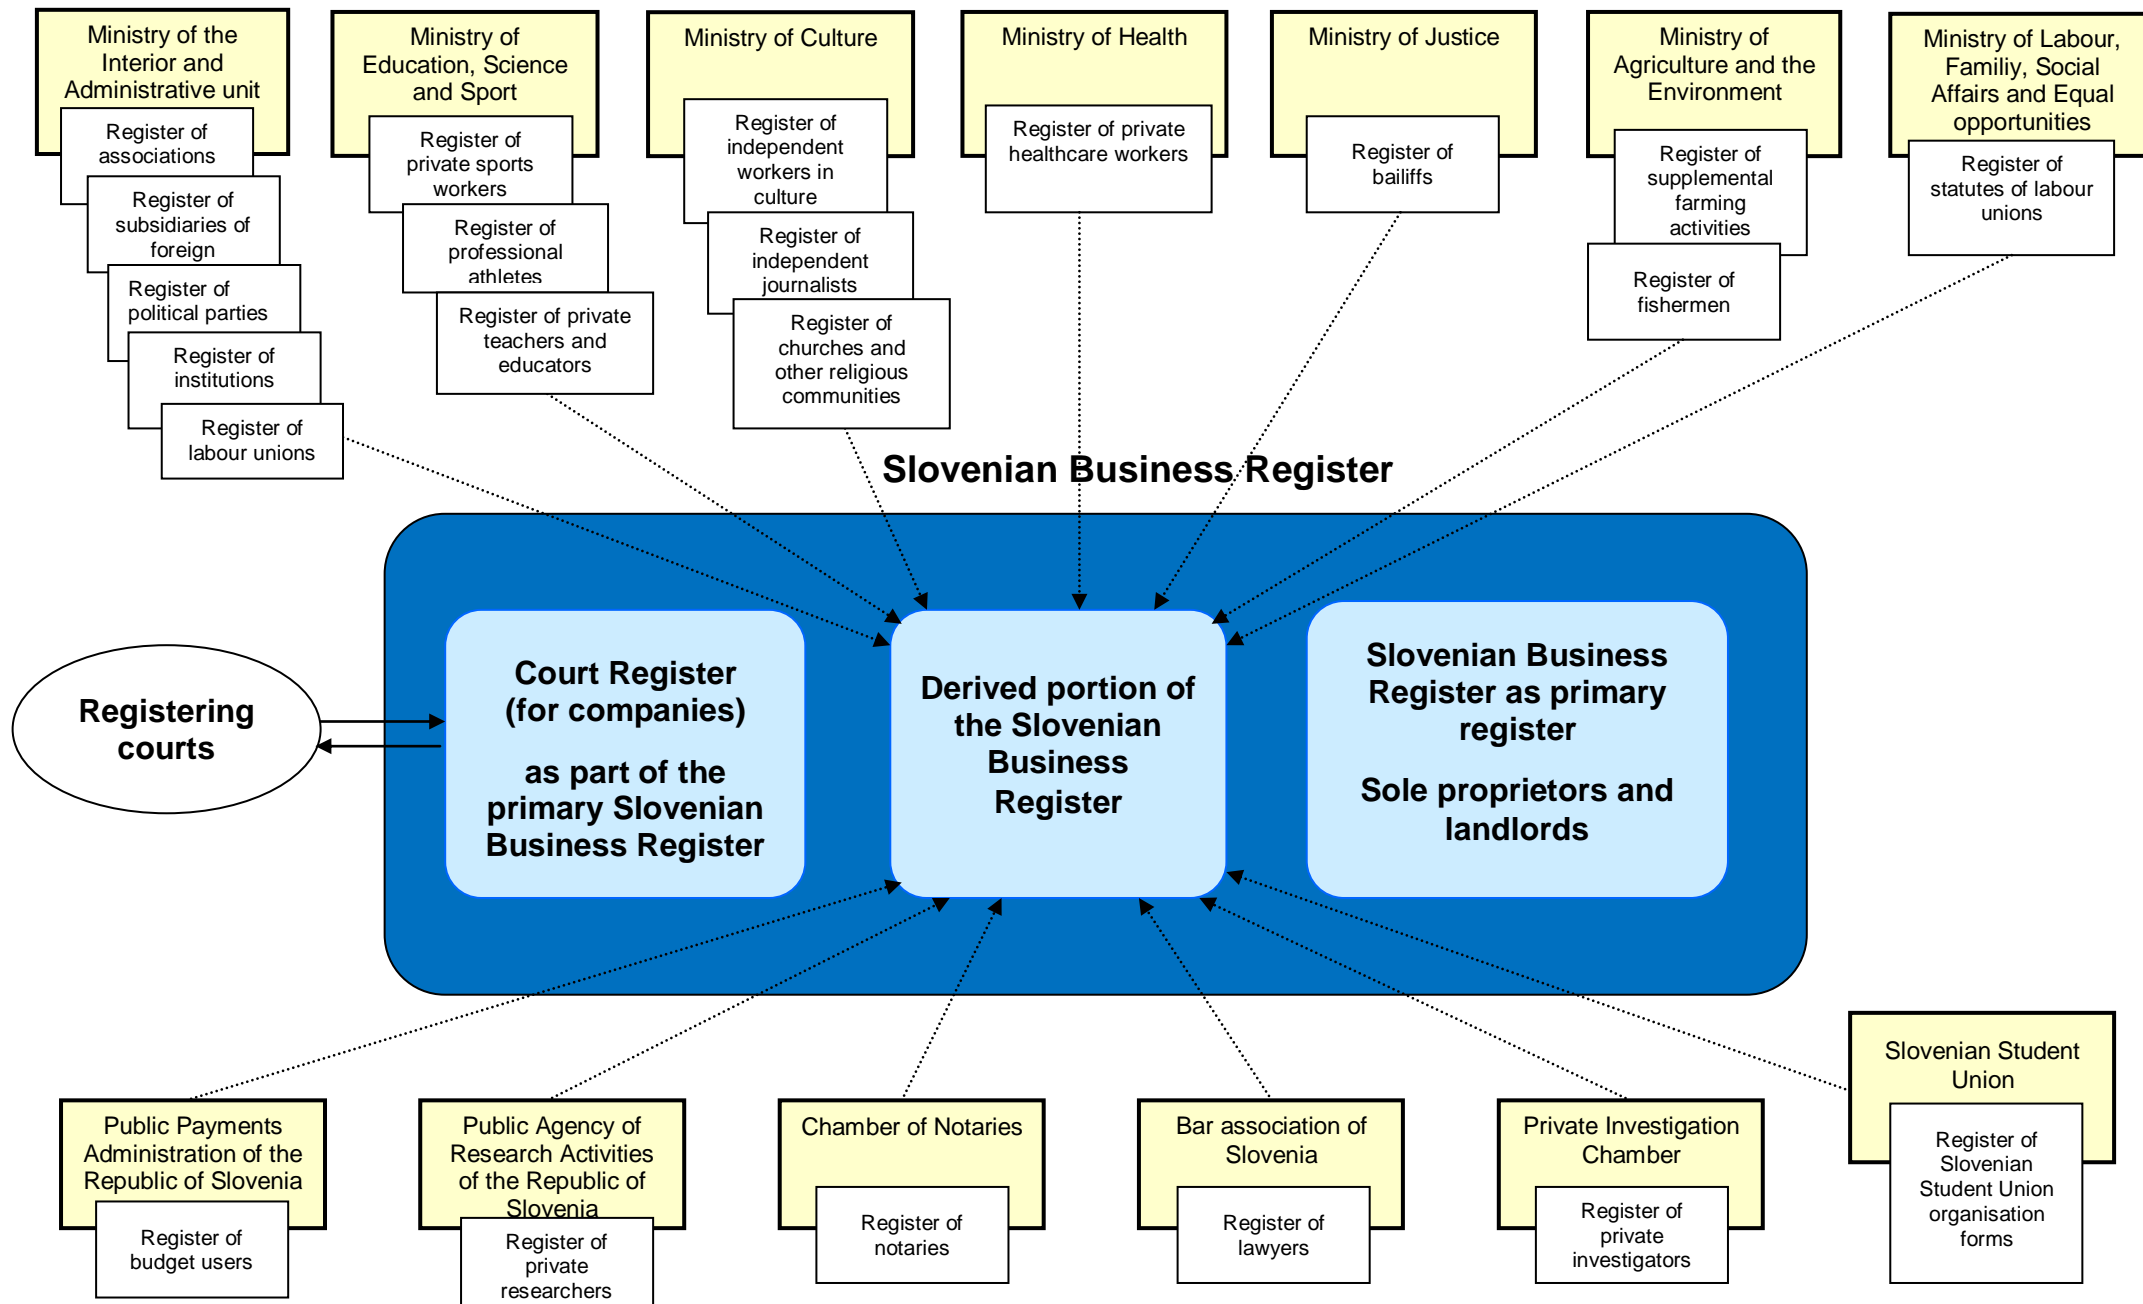 Ministry of the
Interior and
Administrative unit
Register of
associations
Register of
subsidiaries of
foreign
Register of
political parties
Register of
institutions
Register of
labour unions
Ministry of
Education, Science
and Sport
Register of
private sports
workers
Register of
professional
athletes
Register of private
teachers and
educators
Ministry of Culture
Register of
independent
workers in
culture
Register of
independent
journalists
Register of
churches and
other religious
communities
Ministry of Health
Register of private
healthcare workers
Ministry of Justice
Register of
bailiffs
Ministry of
Agriculture and the
Environment
Register of
supplemental
farming
activities
Register of
fishermen
Ministry of Labour,
Familiy, Social
Affairs and Equal
opportunities
Register of
statutes of labour
unions
Slovenian Business Register
Registering
courts
Court Register
(for companies)
as part of the
primary Slovenian
Business Register
Derived portion of
the Slovenian
Business
Register
Slovenian Business
Register as primary
register
Sole proprietors and
landlords
Public Payments
Administration of the
Republic of Slovenia
Register of
budget users
Public Agency of
Research Activities
of the Republic of
Slovenia
Register of
private
researchers
Chamber of Notaries
Register of
notaries
Bar association of
Slovenia
Register of
lawyers
Private Investigation
Chamber
Register of
private
investigators
Slovenian Student
Union
Register of
Slovenian
Student Union
organisation
forms